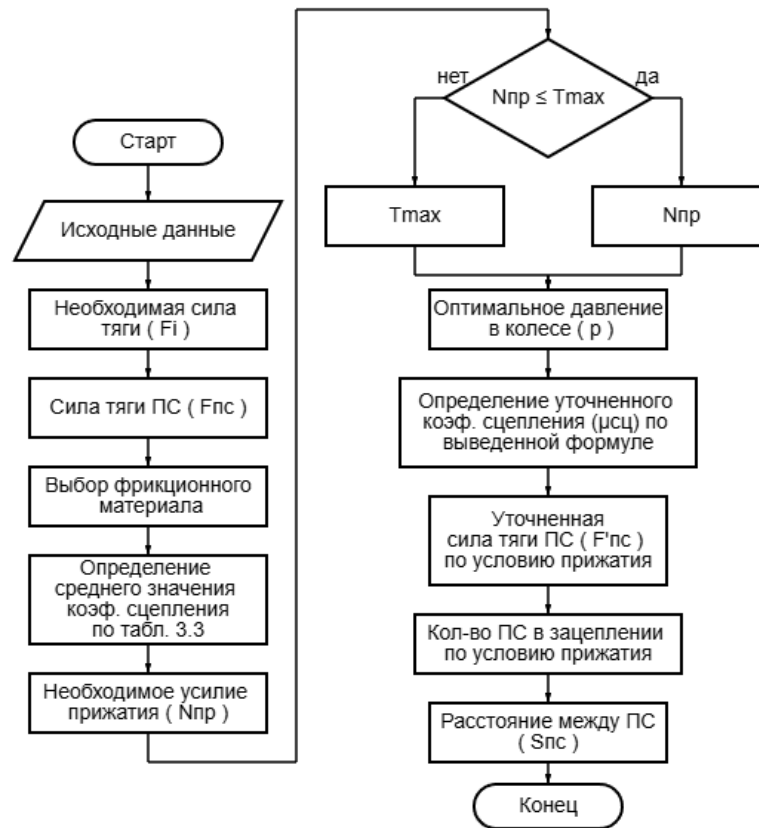 Старт
Исходные данные
Необходимая сила
тяги ( Fi )
Сила тяги ПС ( Fпс )
Выбор фрикционного
материала
Определение
среднего значения
коэф. сцепления
по табл. 3.3
Необходимое усилие
прижатия ( Nпр )
нет
да
Nпр ≤ Tmax
Tmax
Nпр
Оптимальное давление
в колесе ( p )
Определение уточненного
коэф. сцепления (μсц) по
выведенной формуле
Уточненная
сила тяги ПС ( F'пс )
по условию прижатия
Кол-во ПС в зацеплении
по условию прижатия
Расстояние между ПС
( Sпс )
Конец